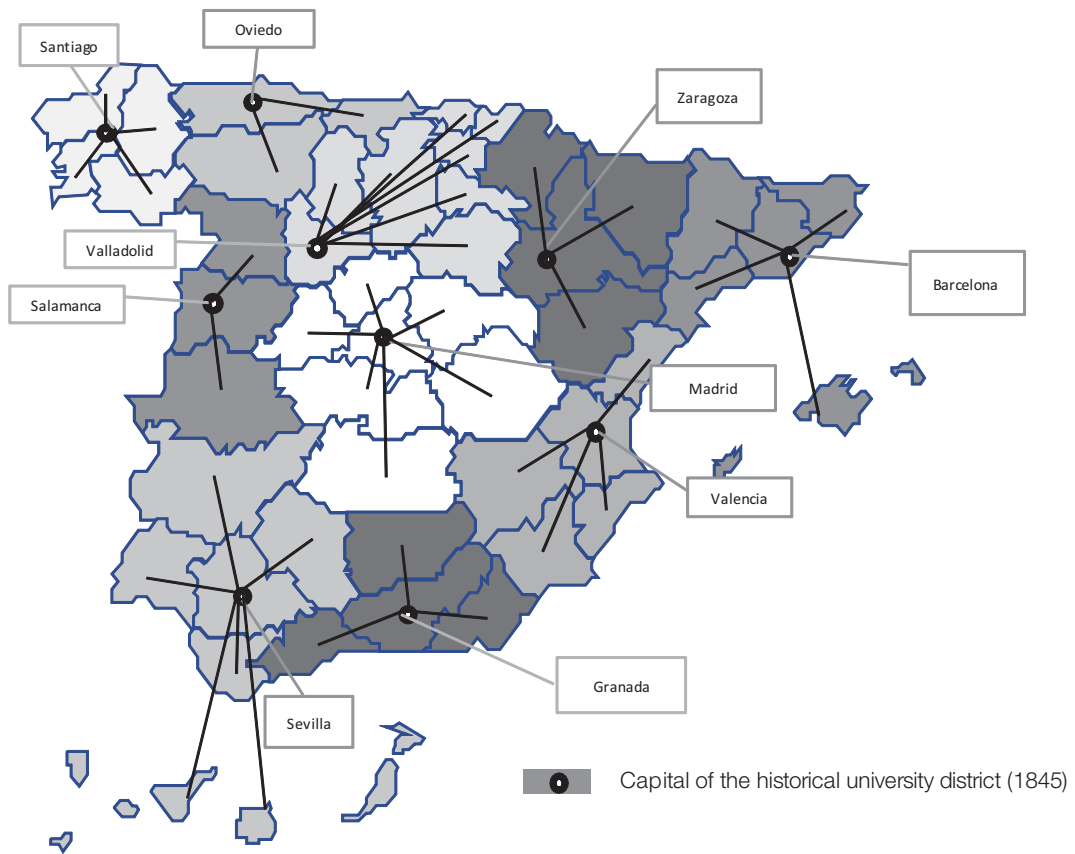 Oviedo
Santiago
Zaragoza
Valladolid
Barcelona
Salamanca
Madrid
Valencia
Granada
Sevilla
Capital of the historical university district (1845)